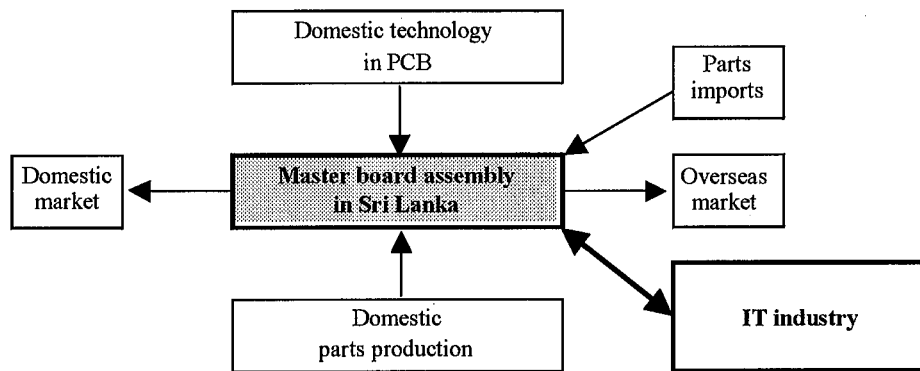 Domestic technology
in PCB
Parts
imports
Domestic
market
Master board assembly
in Sri Lanka
Overseas
market
Domestic
parts production
IT industry